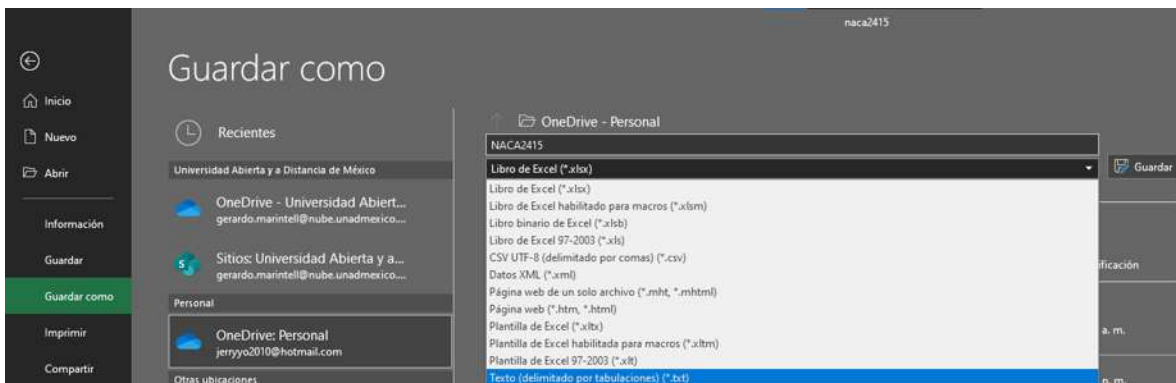 naca2415
Guardar como
Inicio
Nuevo
Abrir
Información
Guardar
Guardar como
Imprimir
Compartir
Recientes
Universidad Abierta y a Distancia de México
OneDrive - Universidad Abiert...
gerardo.marintell@nube.unadmexico....
Sitios: Universidad Abierta y a...
gerardo.marintell@nube.unadmexico....
Personal
OneDrive: Personal
jerryyo2010@hotmail.com
Otras ubicaciones
OneDrive - Personal
NACA2415
Libro de Excel (*.xlsx)
Guardar
Libro de Excel (*.xlsx)
Libro de Excel habilitado para macros (*.xlsm)
Libro binario de Excel (*.xlsb)
Libro de Excel 97-2003 (*.xls)
CSV UTF-8 (delimitado por comas) (*.csv)
Datos XML (*.xml)
Página web de un solo archivo (*.mht, *.mhtml)
Página web (*.htm, *.html)
Plantilla de Excel (*.xltx)
Plantilla de Excel habilitada para macros (*.xltm)
Plantilla de Excel 97-2003 (*.xlt)
Texto (delimitado por tabulaciones) (*.txt)
ificación
a. m.
p. m.